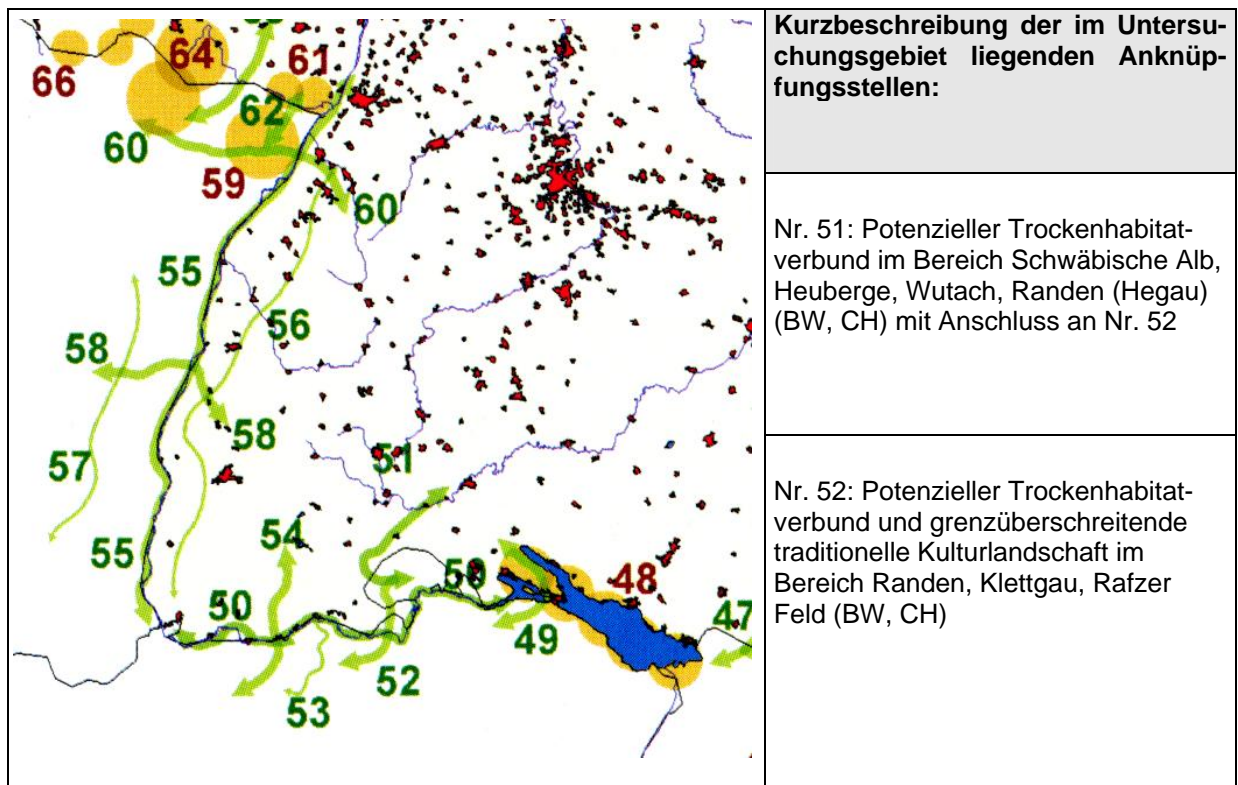 64
61
66
62
60
59
60
55
56
58
58
51
57
54
55
50
50
48
47
49
52
53
Kurzbeschreibung der im Untersu-
chungsgebiet liegenden Anknüp-
fungsstellen:
Nr. 51: Potenzieller Trockenhabitat-
verbund im Bereich Schwäbische Alb,
Heuberge, Wutach, Randen (Hegau)
(BW, CH) mit Anschluss an Nr. 52
Nr. 52: Potenzieller Trockenhabitat-
verbund und grenzüberschreitende
traditionelle Kulturlandschaft im
Bereich Randen, Klettgau, Rafzer
Feld (BW, CH)